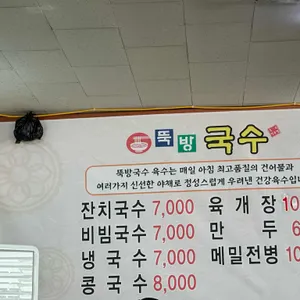 뚝방국수
뚝방국수 육수는 매일 아침 최고품질의 건어물과
여러가지 신선한 야채로 정성스럽게 우려낸 건강육수입니
잔치국수 7,000 육개장 10
비빔국수 7,000 만두 6
냉국수 7,000 메밀전병 10
콩국수 8,000